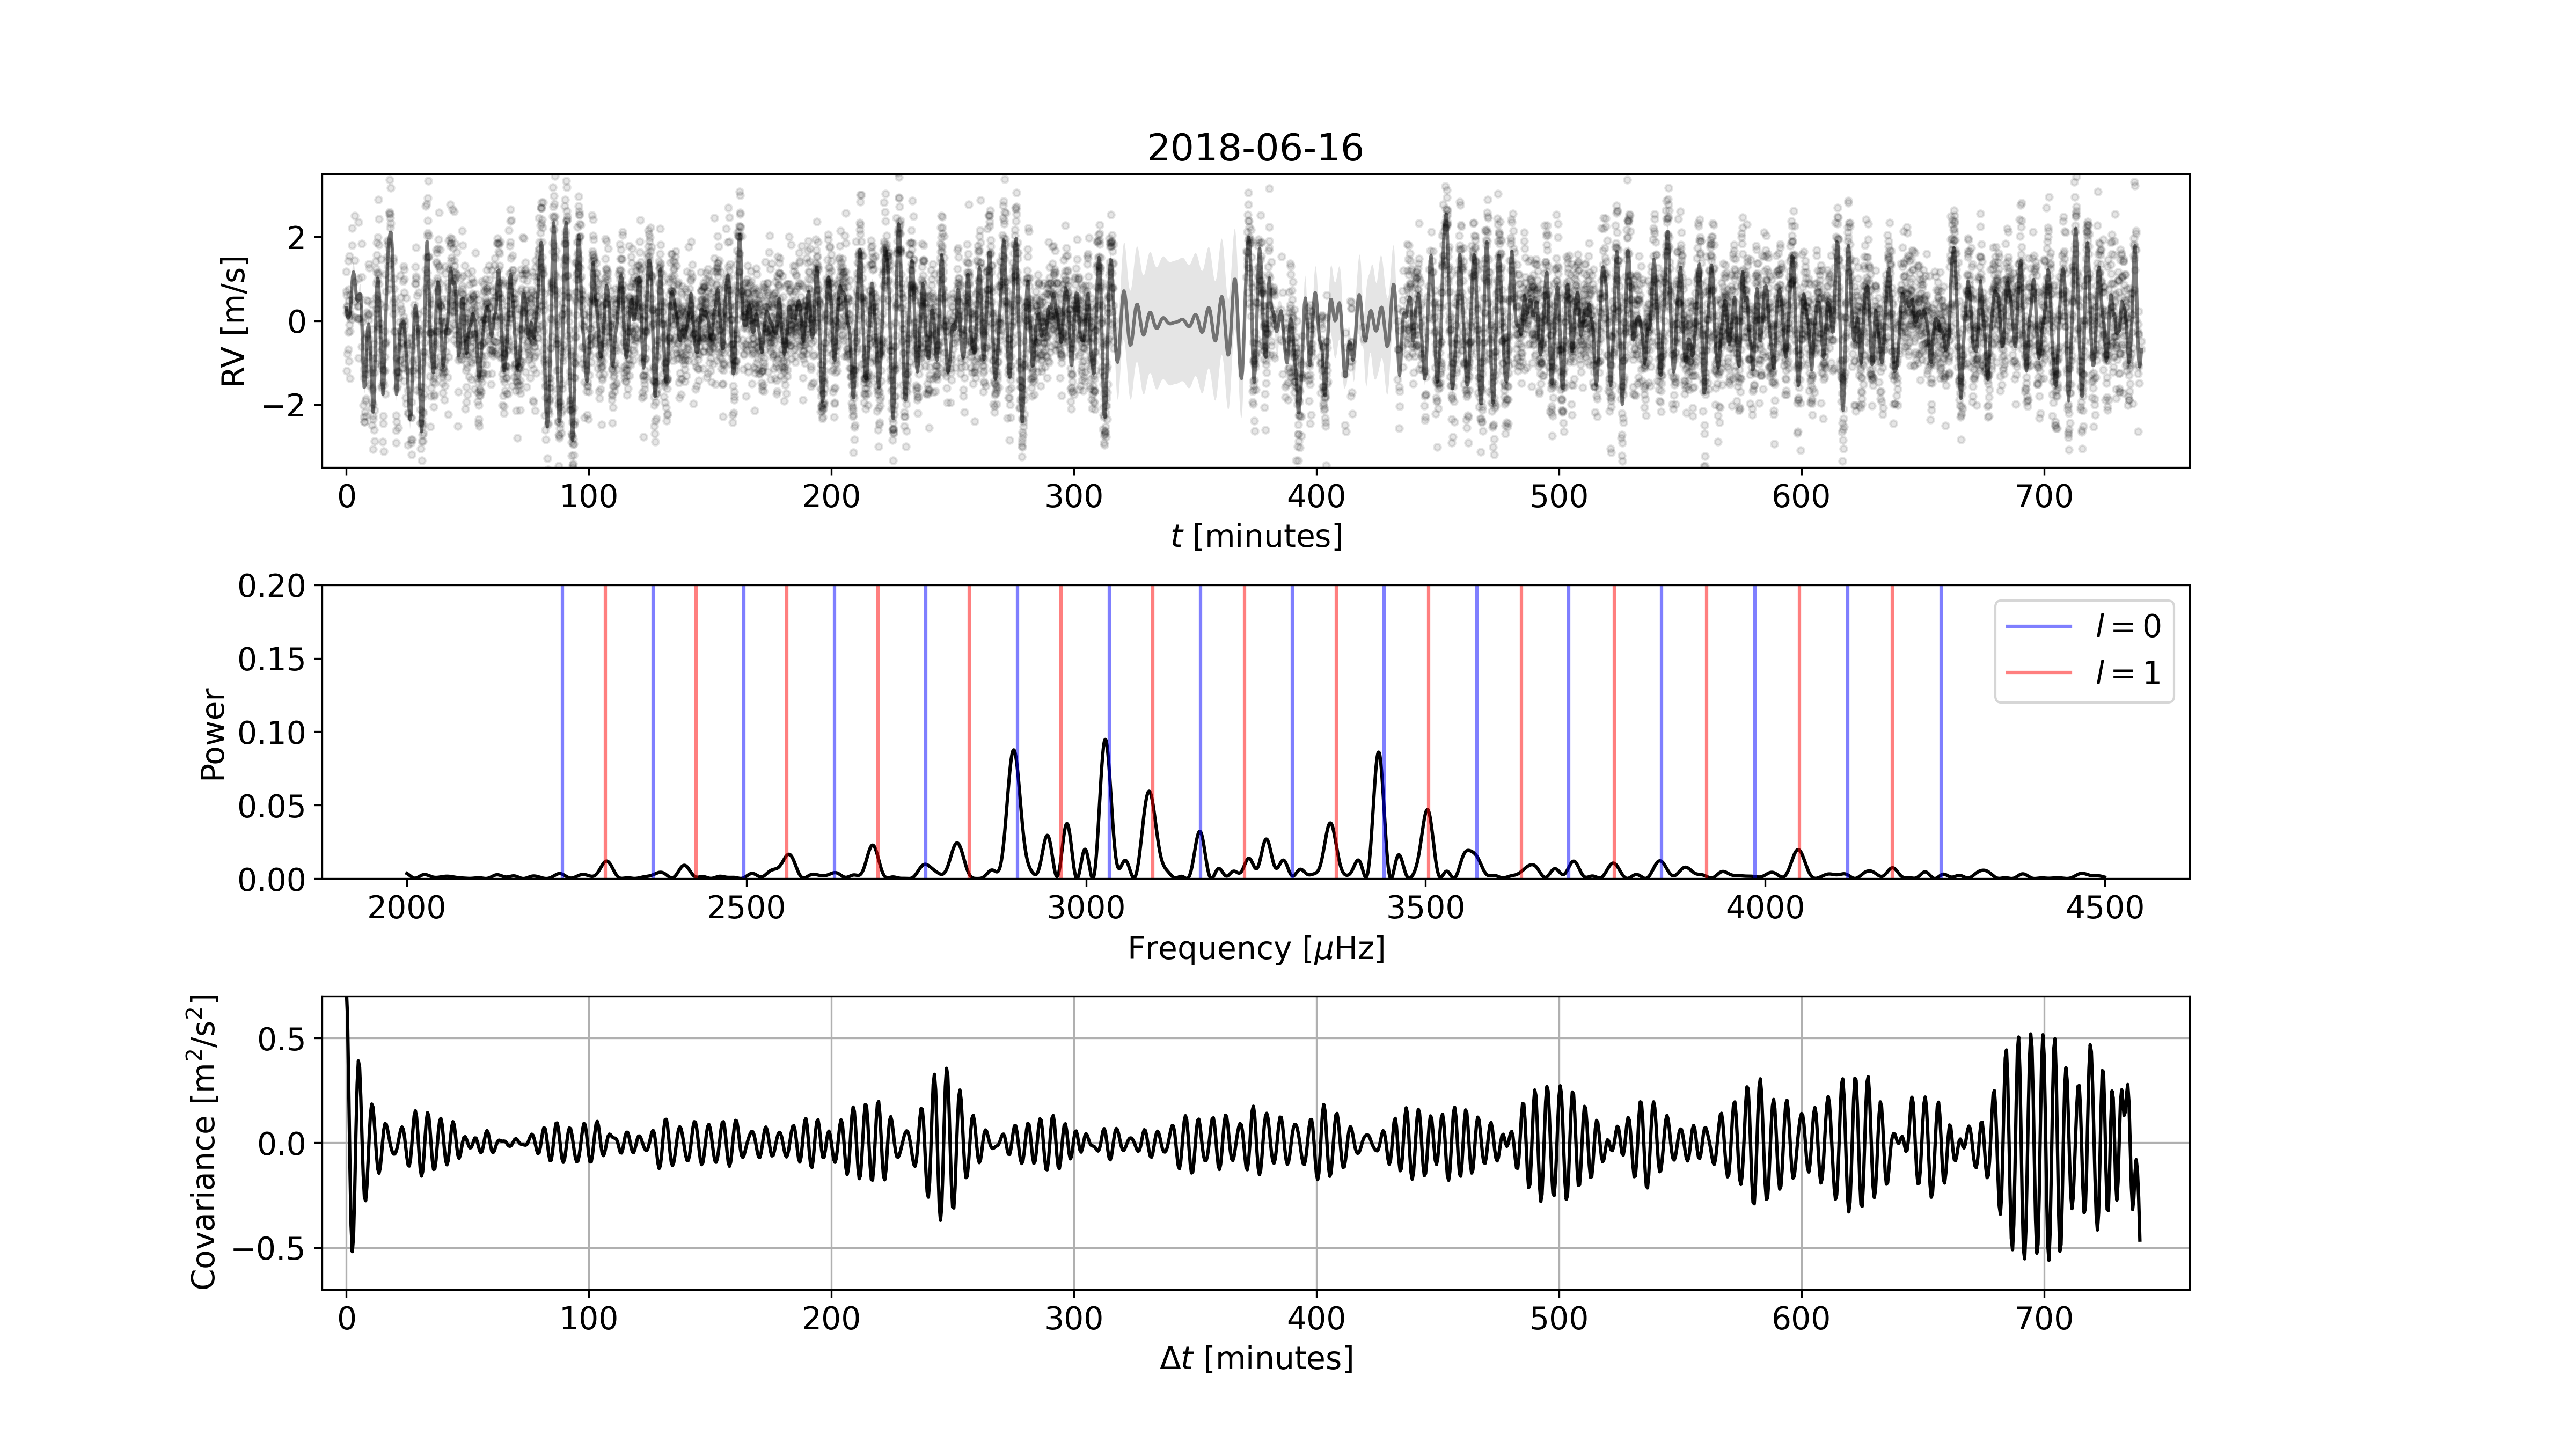 2018-06-16
RV [m/s]
2
0
−2
0 100 200 300 400 500 600 700
t [minutes]
Power
0.20
0.15
0.10
0.05
0.00
l = 0
l = 1
2000 2500 3000 3500 4000 4500
Frequency [μHz]
Covariance [m²/s²]
0.5
0.0
−0.5
0 100 200 300 400 500 600 700
Δt [minutes]